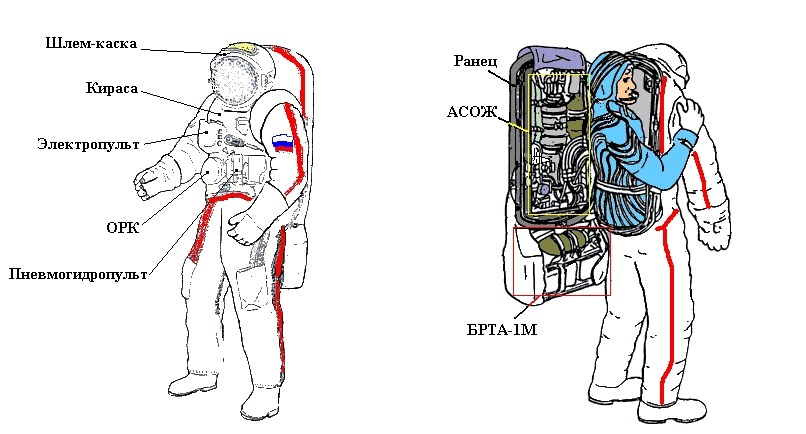 Шлем-каска
Кираса
Электропульт
ОРК
Пневмогидропульт
Ранец
АСОЖ
БРТА-1М